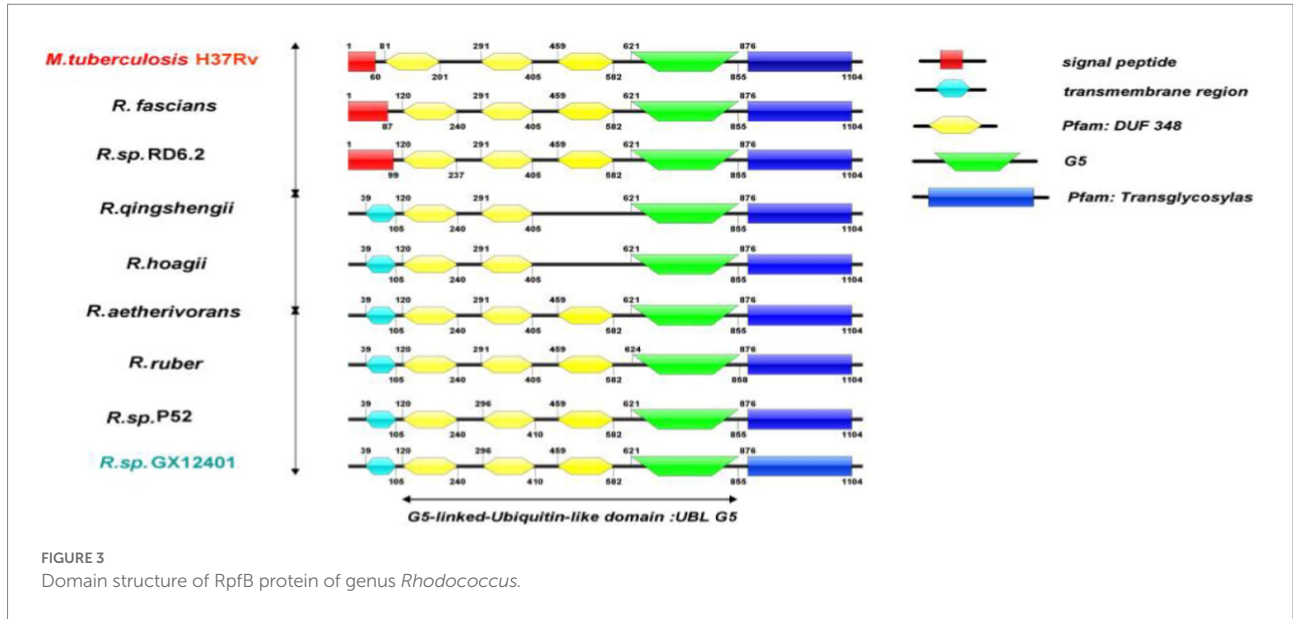 1 81 291 459 621 876
M.tuberculosis H37Rv
60 201 405 582 855 1104
signal peptide
transmembrane region
1 120 291 459 621 876
R. fascians
87 240 405 582 855 1104
Pfam: DUF 348
1 120 291 459 621 876
R.sp. RD6.2
99 237 405 582 855 1104
G5
39 120 291 621 876
R.qingshengii
105 240 405 855 1104
Pfam: Transglycosylas
39 120 291 621 876
R.hoagii
105 240 405 855 1104
39 120 291 459 621 876
R.aetherivorans
105 240 405 582 855 1104
39 120 291 459 624 876
R.ruber
105 240 405 582 868 1104
39 120 296 459 621 876
R.sp.P52
105 240 410 582 855 1104
39 120 296 459 621 876
R.sp. GX12401
105 240 410 582 855 1104
G5-linked-Ubiquitin-like domain :UBL G5
FIGURE 3
Domain structure of RpfB protein of genus Rhodococcus.